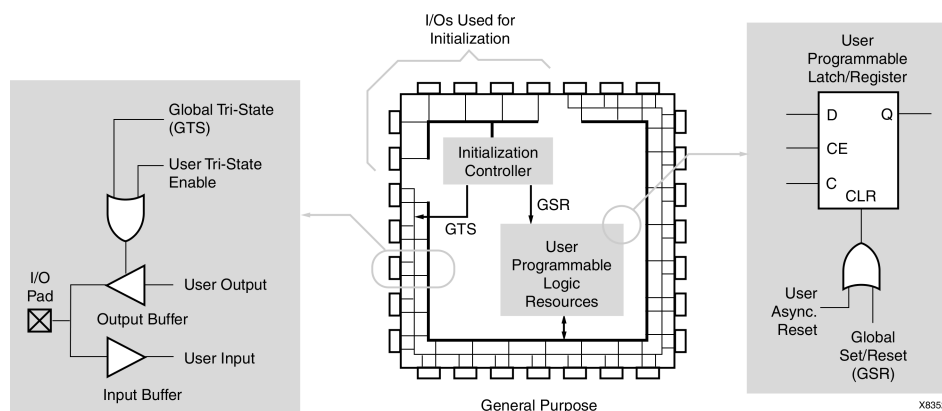 I/Os Used for
Initialization
Global Tri-State
(GTS)
User Tri-State
Enable
I/O
Pad
User Output
Output Buffer
User Input
Input Buffer
Initialization
Controller
GTS
GSR
User
Programmable
Logic
Resources
General Purpose
User
Programmable
Latch/Register
D
Q
CE
C
CLR
User
Async.
Reset
Global
Set/Reset
(GSR)